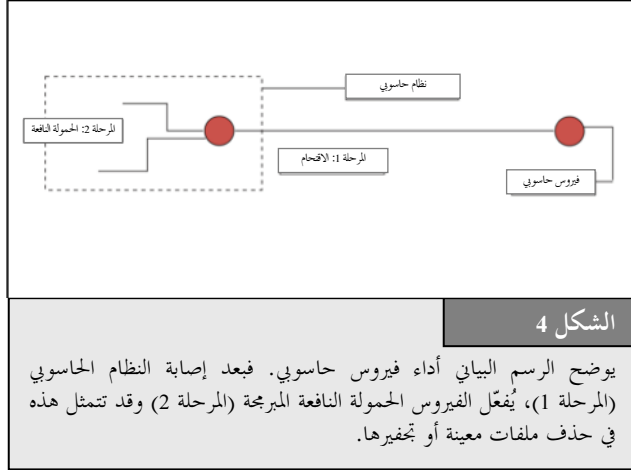 نظام حاسوبي
المرحلة 2: الحمولة النافعة
المرحلة 1: الاقتحام
فيروس حاسوبي
الشكل 4
يوضح الرسم البياني أداء فيروس حاسوبي. فبعد إصابة النظام الحاسوبي
(المرحلة 1)، يُفعّل الفيروس الحمولة النافعة المبرمجة (المرحلة 2) وقد تتمثل هذه
في حذف ملفات معينة أو تجفيرها.